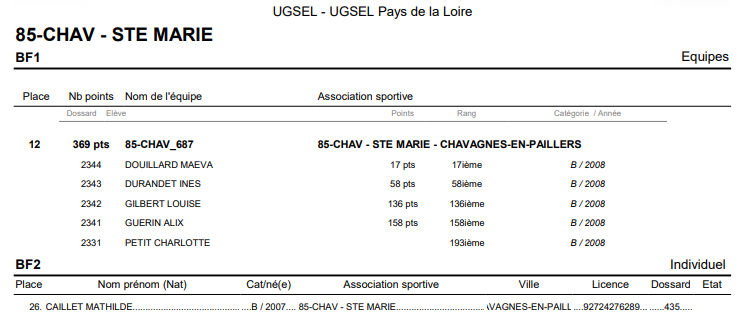 UGSEL - UGSEL Pays de la Loire
85-CHAV - STE MARIE
BF1 Equipes
Place Nb points Nom de l'équipe Association sportive
Dossard Elève Points Rang Catégorie / Année
12 369 pts 85-CHAV_687 85-CHAV - STE MARIE - CHAVAGNES-EN-PAILLERS
2344 DOUILLARD MAEVA 17 pts 17ième B / 2008
2343 DURANDET INES 58 pts 58ième B / 2008
2342 GILBERT LOUISE 136 pts 136ième B / 2008
2341 GUERIN ALIX 158 pts 158ième B / 2008
2331 PETIT CHARLOTTE 193ième B / 2008
BF2 Individuel
Place Nom prénom (Nat) Cat/né(e) Association sportive Ville Licence Dossard Etat
26. CAILLET MATHILDE B / 2007 85-CHAV - STE MARIE VAGNES-EN-PAILL 92724276289 435